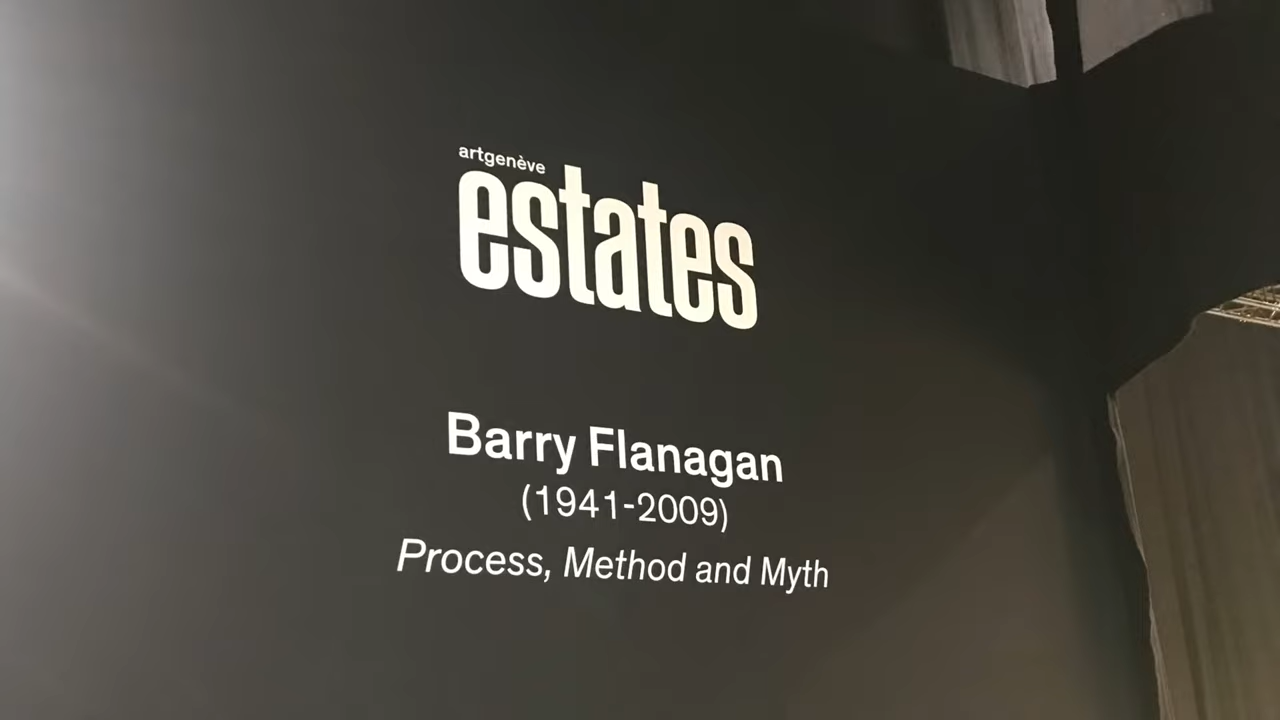 artgenève
estates
Barry Flanagan
(1941-2009)
Process, Method and Myth